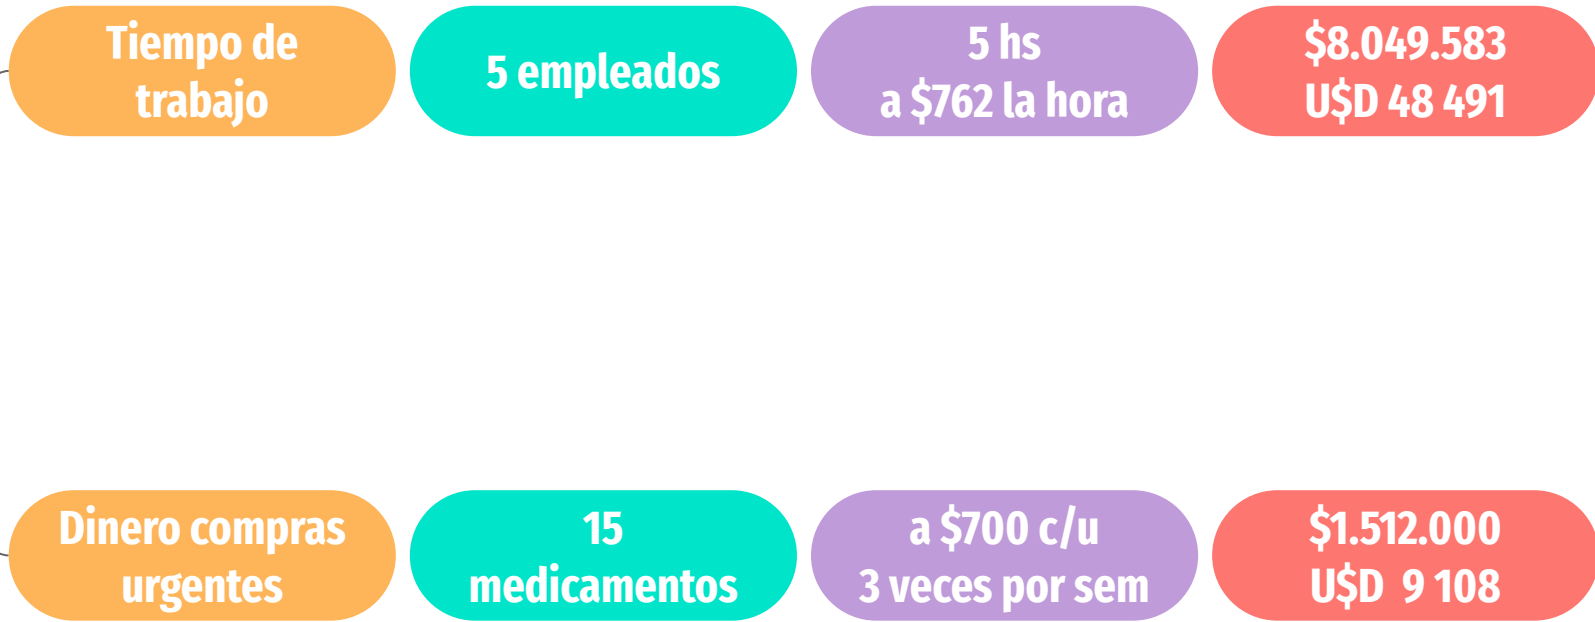 Tiempo de
trabajo
5 empleados
5 hs
a $762 la hora
$8.049.583
U$D 48 491
Dinero compras
urgentes
15
medicamentos
a $700 c/u
3 veces por sem
$1.512.000
U$D  9 108